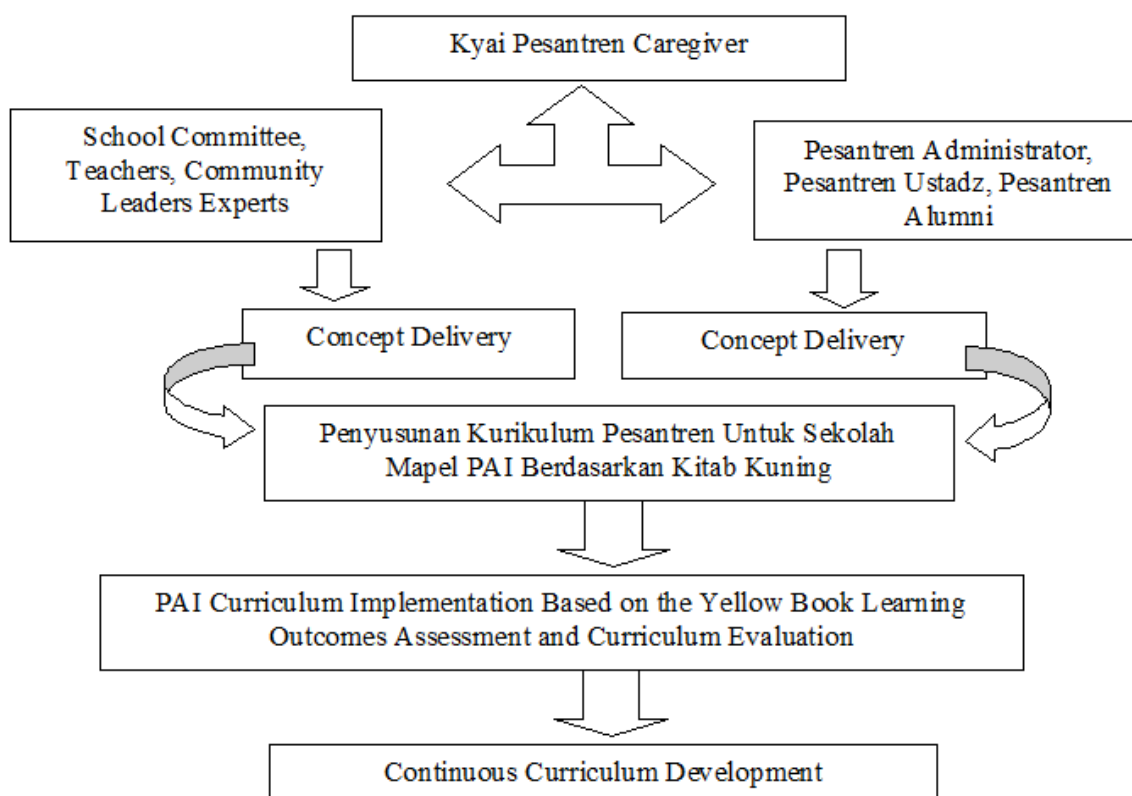 Kyai Pesantren Caregiver
School Committee,
Teachers, Community
Leaders Experts
Pesantren Administrator,
Pesantren Ustadz, Pesantren
Alumni
Concept Delivery
Concept Delivery
Penyusunan Kurikulum Pesantren Untuk Sekolah
Mapel PAI Berdasarkan Kitab Kuning
PAI Curriculum Implementation Based on the Yellow Book Learning
Outcomes Assessment and Curriculum Evaluation
Continuous Curriculum Development